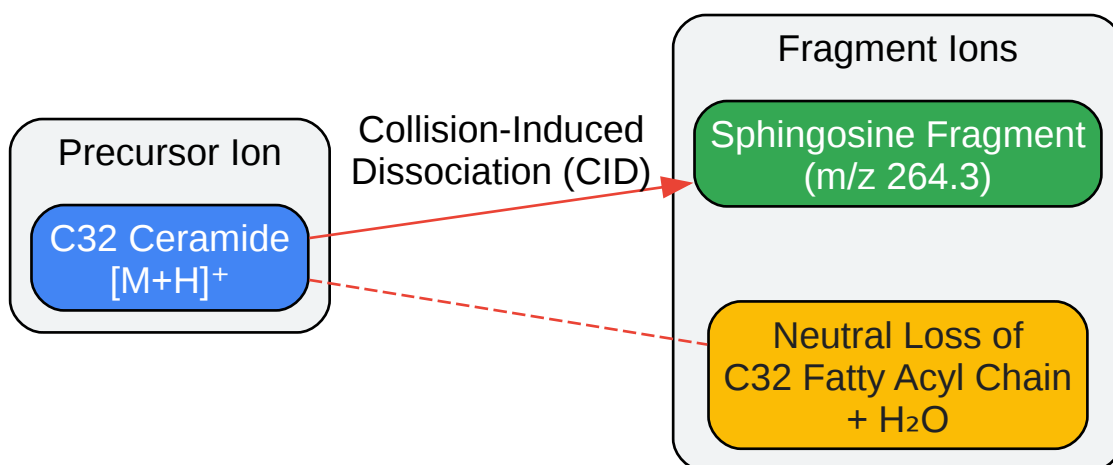 Precursor Ion
C32 Ceramide
[M+H]⁺
Collision-Induced
Dissociation (CID)
Fragment Ions
Sphingosine Fragment
(m/z 264.3)
Neutral Loss of
C32 Fatty Acyl Chain
+ H₂O